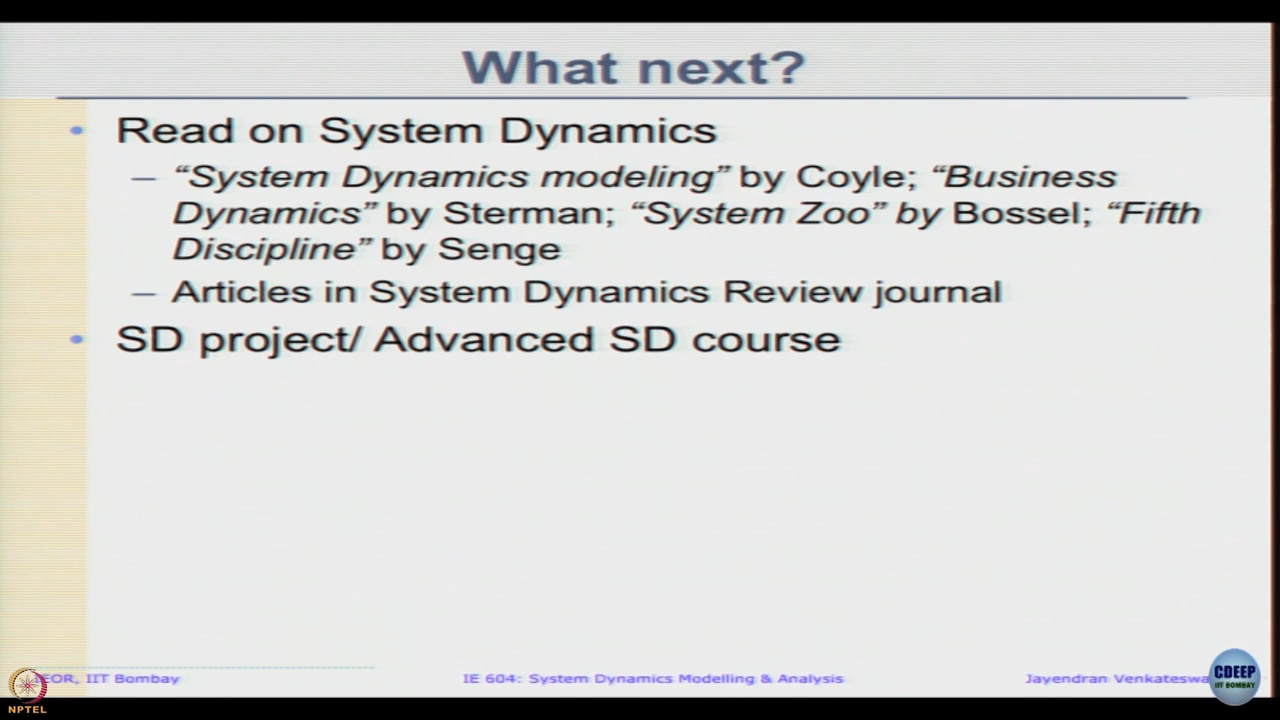 What next?
• Read on System Dynamics
– “System Dynamics modeling” by Coyle; “Business
Dynamics” by Sterman; “System Zoo” by Bossel; “Fifth
Discipline” by Senge
– Articles in System Dynamics Review journal
• SD project/ Advanced SD course
IEOR, IIT Bombay
IE 604: System Dynamics Modelling & Analysis
Jayendran Venkateswa
CDEEP
IIT BOMBAY
NPTEL